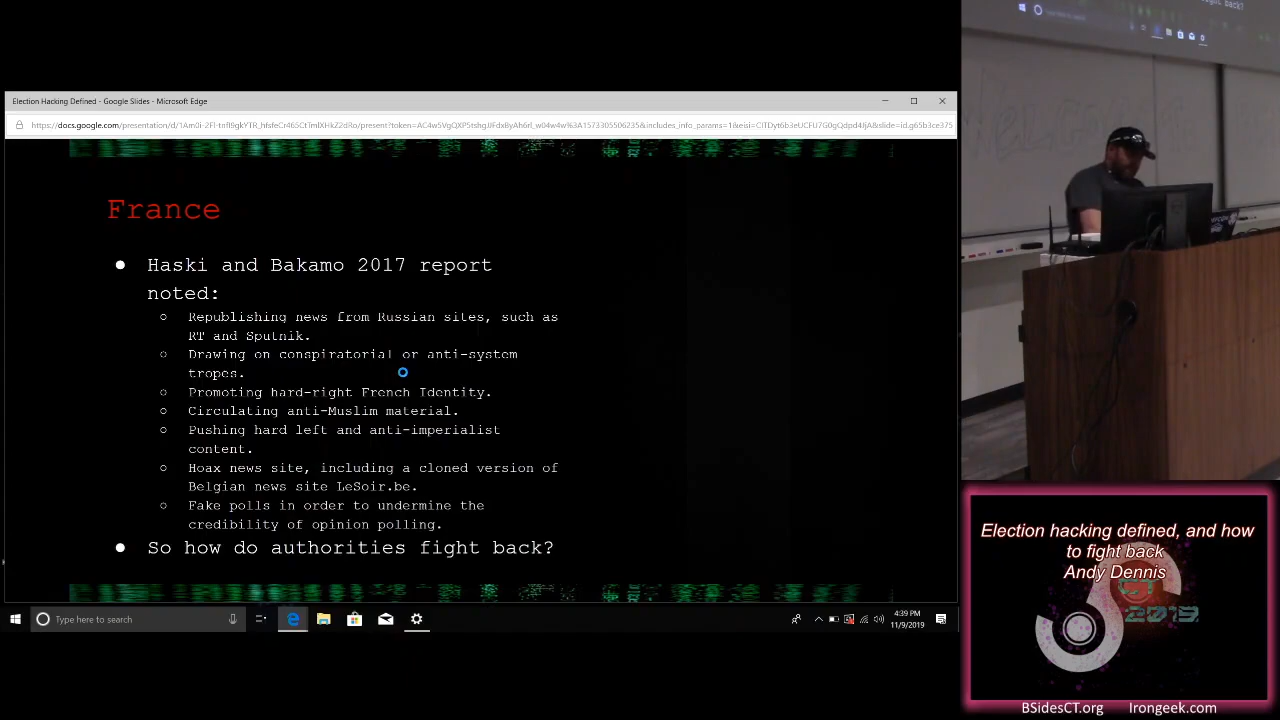 Election Hacking Defined - Google Slides - Microsoft Edge
France
● Haski and Bakamo 2017 report
noted:
○ Republishing news from Russian sites, such as
RT and Sputnik.
○ Drawing on conspiratorial or anti-system
tropes.
○ Promoting hard-right French Identity.
○ Circulating anti-Muslim material.
○ Pushing hard left and anti-imperialist
content.
○ Hoax news site, including a cloned version of
Belgian news site LeSoir.be.
○ Fake polls in order to undermine the
credibility of opinion polling.
● So how do authorities fight back?
Type here to search
4:39 PM
11/9/2019
Election hacking defined, and how
to fight back
Andy Dennis
CT
2019
BSidesCT.org Irongeek.com